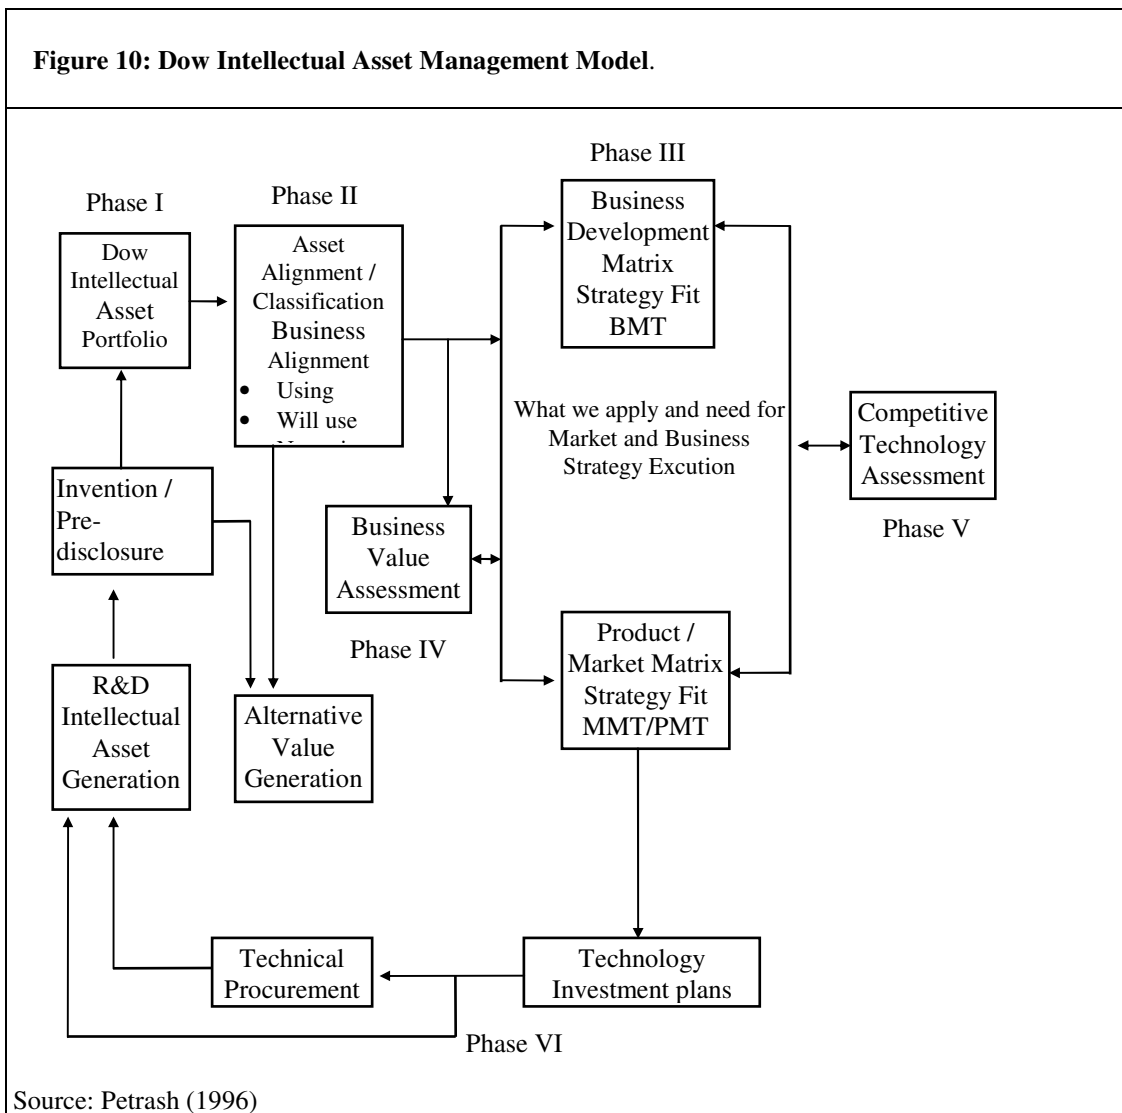 Figure 10: Dow Intellectual Asset Management Model.
Phase I
Dow
Intellectual
Asset
Portfolio
Phase II
Asset
Alignment /
Classification
Business
Alignment
• Using
• Will use
Phase III
Business
Development
Matrix
Strategy Fit
BMT
What we apply and need for
Market and Business
Strategy Excution
Competitive
Technology
Assessment
Phase V
Invention /
Pre-
disclosure
Business
Value
Assessment
Phase IV
Product /
Market Matrix
Strategy Fit
MMT/PMT
R&D
Intellectual
Asset
Generation
Alternative
Value
Generation
Technical
Procurement
Technology
Investment plans
Phase VI
Source: Petrash (1996)